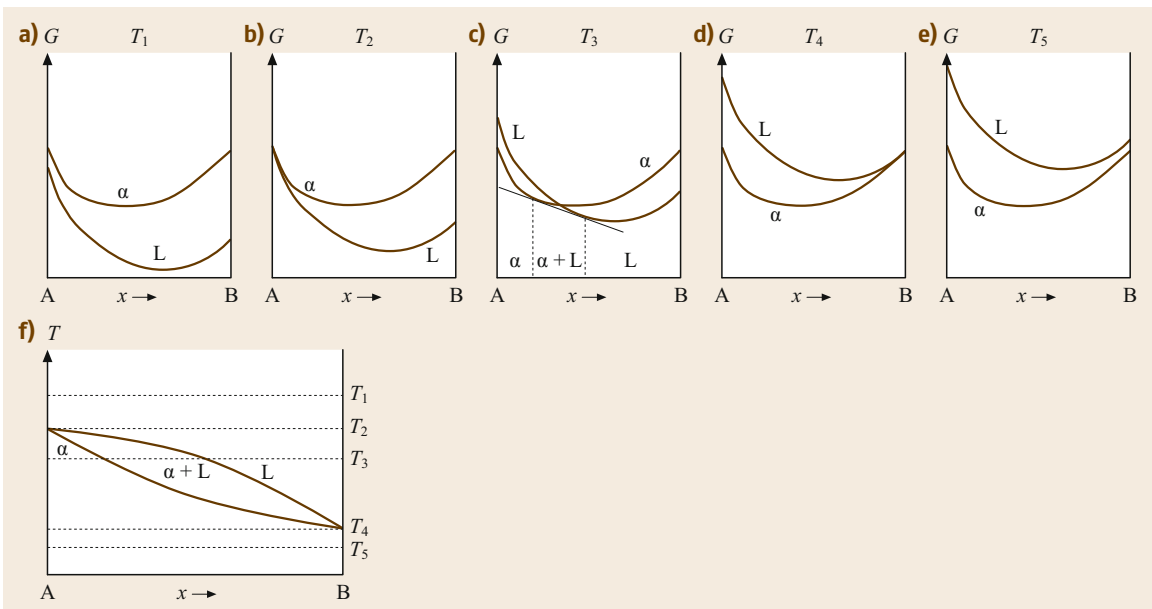 a) G T₁
b) G T₂
c) G T₃
d) G T₄
e) G T₅
α
L
A x B
α
L
A x B
L
α
α α + L L
A x B
L
α
A x B
L
α
A x B
f) T
T₁
T₂
α
T₃
α + L
L
T₄
T₅
A x B